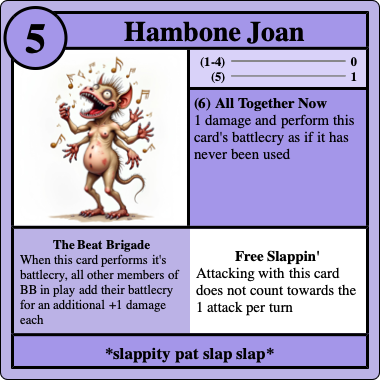 5
Hambone Joan
(1-4) 0
(5) 1
(6) All Together Now
1 damage and perform this
card's battlecry as if it has
never been used
The Beat Brigade
When this card performs it's
battlecry, all other members of
BB in play add their battlecry
for an additional +1 damage
each
Free Slappin'
Attacking with this card
does not count towards the
1 attack per turn
*slappity pat slap slap*